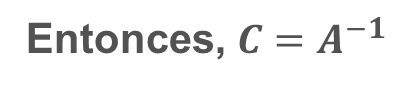 Entonces, C = A⁻¹